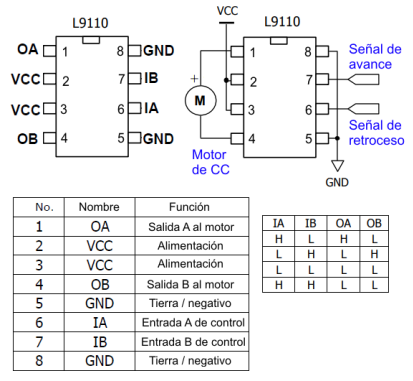 L9110
OA 1 8 GND
VCC 2 7 IB
VCC 3 6 IA
OB 4 5 GND
VCC
L9110
1 8
2 7
3 6
4 5
+
M
Motor
de CC
Señal de
avance
Señal de
retroceso
GND
No. Nombre Función
1 OA Salida A al motor
2 VCC Alimentación
3 VCC Alimentación
4 OB Salida B al motor
5 GND Tierra / negativo
6 IA Entrada A de control
7 IB Entrada B de control
8 GND Tierra / negativo
IA IB OA OB
H L H L
L H L H
L L L L
H H L L